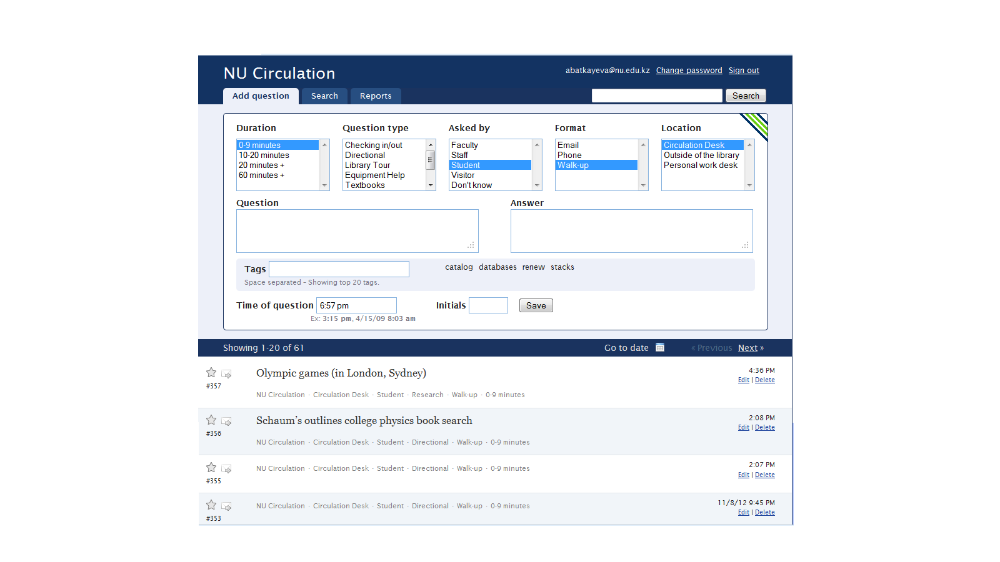 NU Circulation
abatkayeva@nu.edu.kz Change password Sign out
Add question Search Reports Search
Duration Question type Asked by Format Location
0-9 minutes Checking in/out Faculty Email Circulation Desk
10-20 minutes Directional Staff Phone Outside of the library
20 minutes + Library Tour Student Walk-up Personal work desk
60 minutes + Equipment Help Visitor
Textbooks Don't know
Question Answer
Tags catalog databases renew stacks
Space separated - Showing top 20 tags.
Time of question 6:57 pm Initials Save
Ex: 3:15 pm, 4/15/09 8:03 am
Showing 1-20 of 61 Go to date « Previous Next »
Olympic games (in London, Sydney) 4:36 PM
#357 Edit | Delete
NU Circulation · Circulation Desk · Student · Research · Walk-up · 0-9 minutes
Schaum's outlines college physics book search 2:08 PM
#356 Edit | Delete
NU Circulation · Circulation Desk · Student · Directional · Walk-up · 0-9 minutes
2:07 PM
NU Circulation · Circulation Desk · Student · Directional · Walk-up · 0-9 minutes
#355 Edit | Delete
11/8/12 9:45 PM
NU Circulation · Circulation Desk · Student · Directional · Walk-up · 0-9 minutes
#353 Edit | Delete